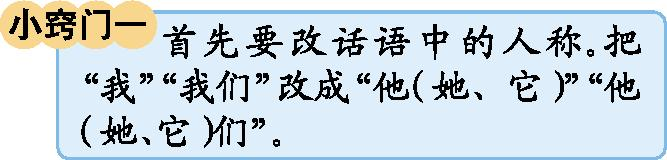 小窍门一
首先要改话语中的人称。把
“我”“我们”改成“他(她、它)”“他
(她、它)们”。